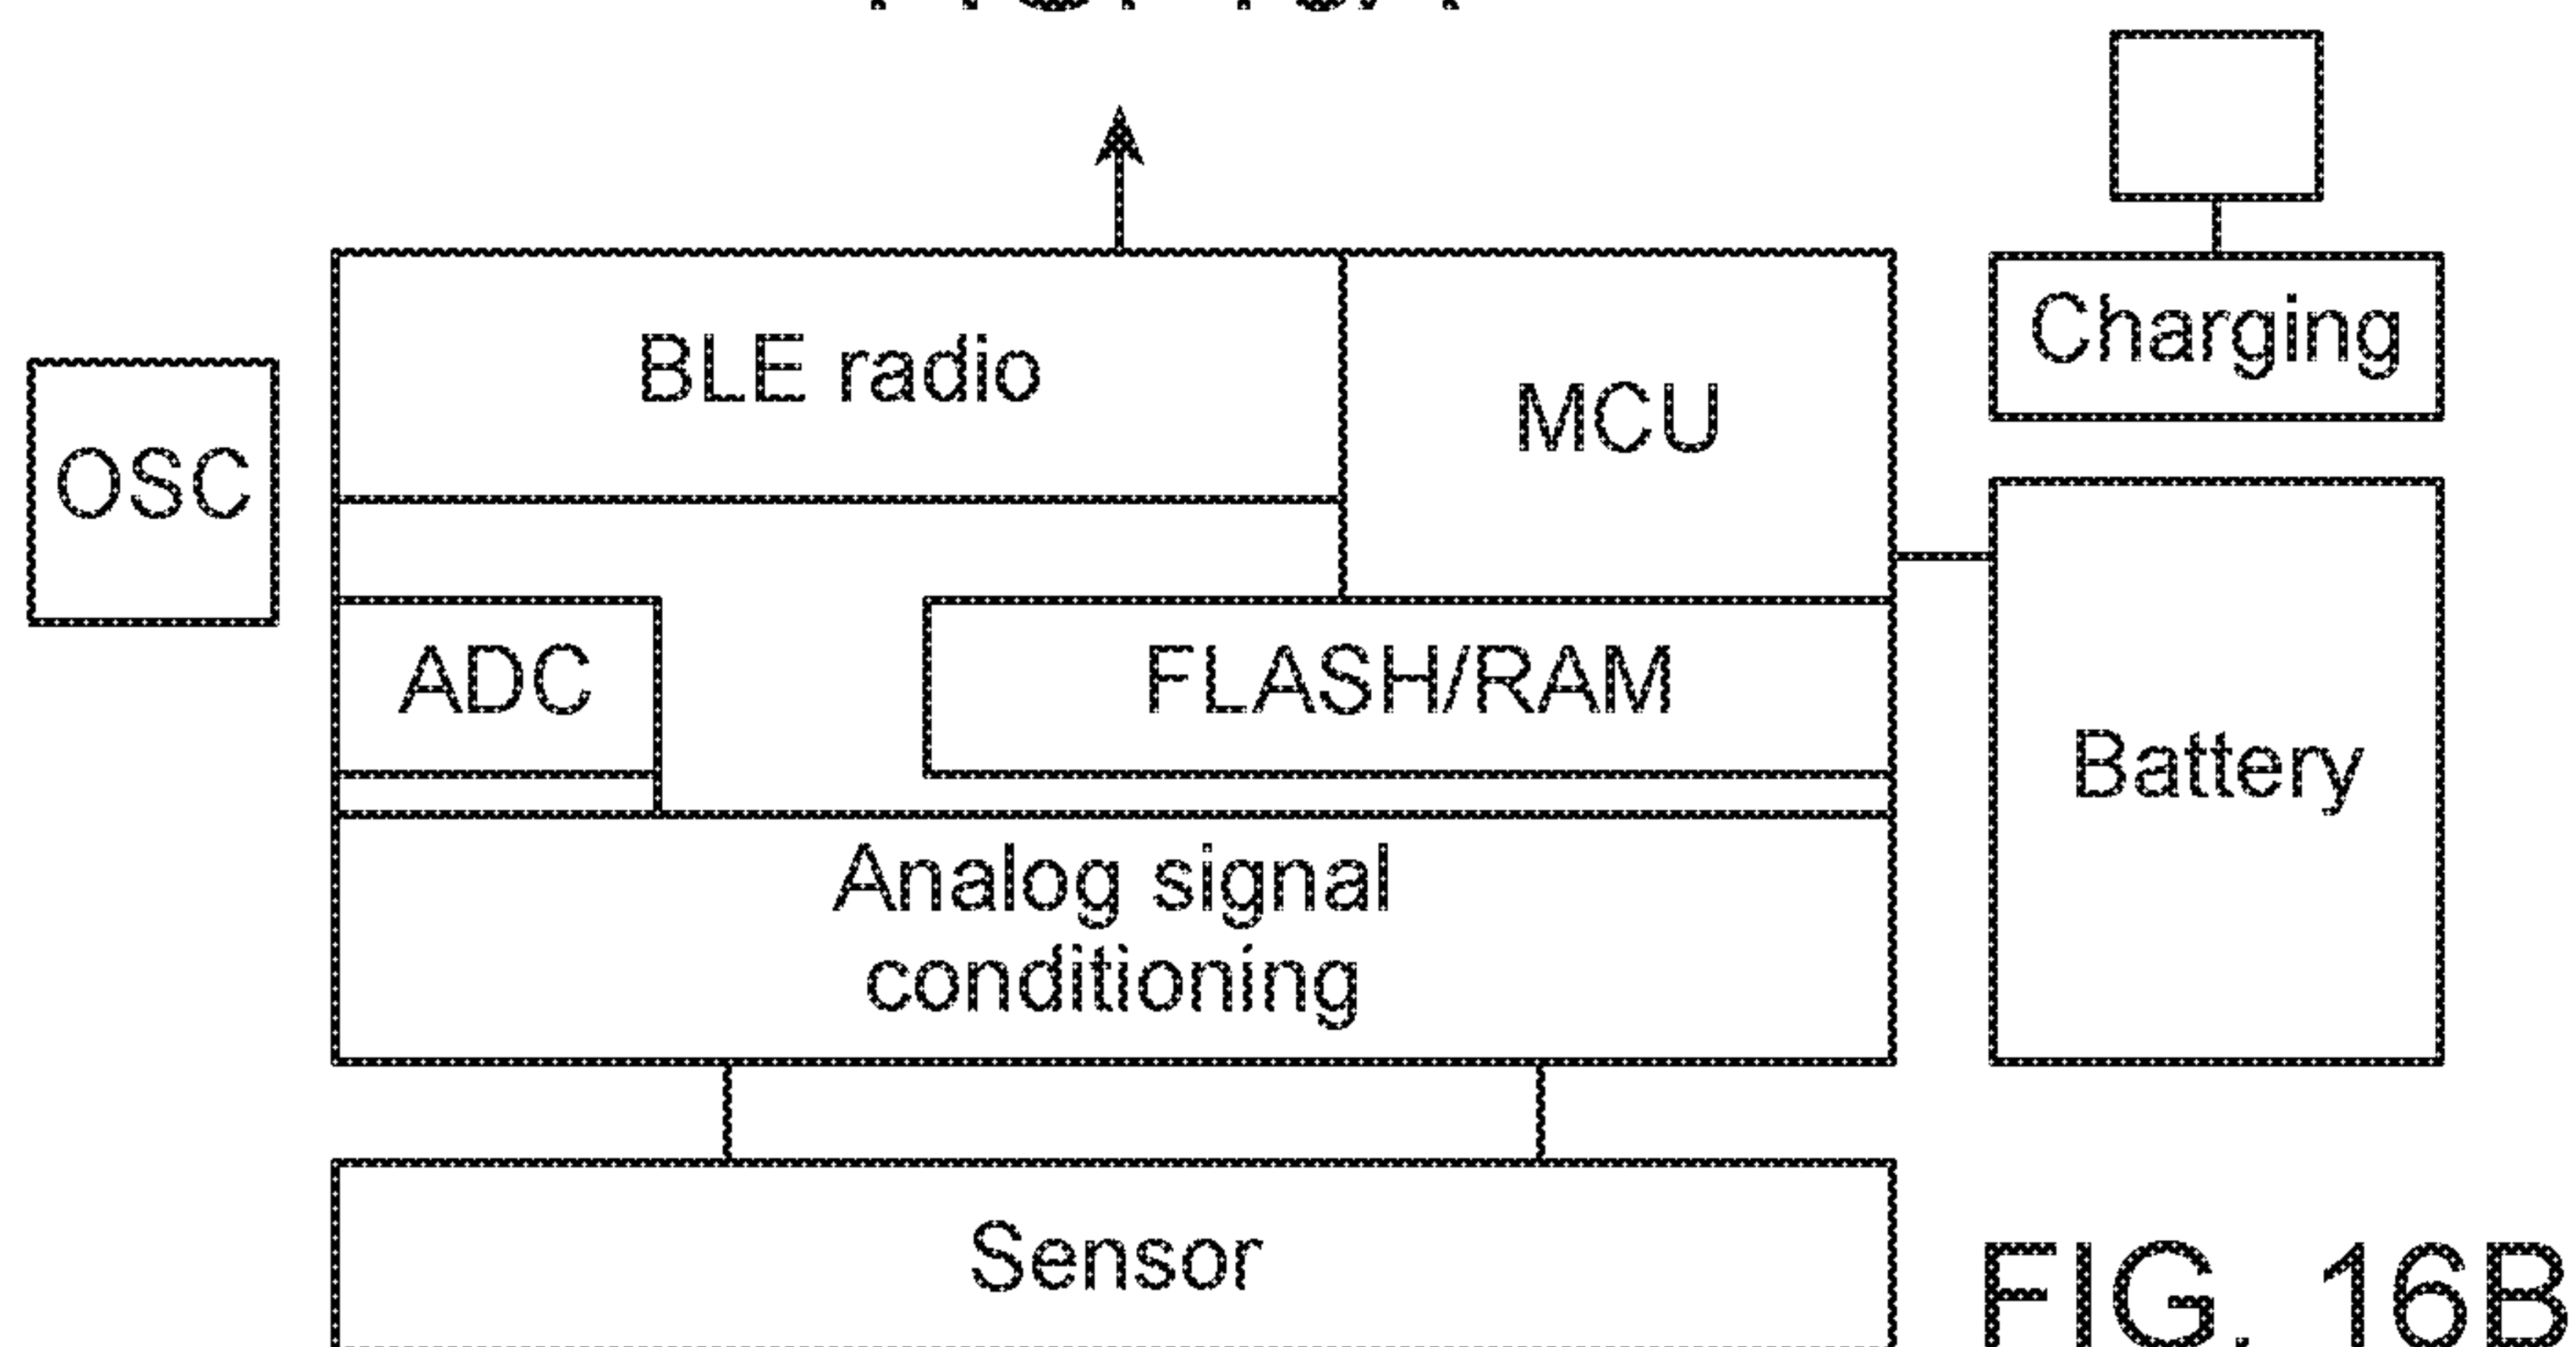 BLE radio
MCU
Charging
OSC
ADC
FLASH/RAM
Battery
Analog signal
conditioning
Sensor
FIG. 16B